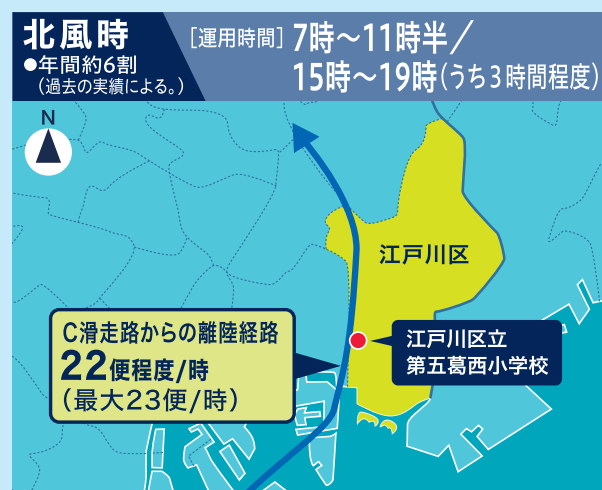 北風時
●年間約6割
(過去の実績による。)
[運用時間] 7時～11時半／
15時～19時(うち3時間程度)
N
江戸川区
C滑走路からの離陸経路
22便程度/時
(最大23便/時)
江戸川区立
第五葛西小学校